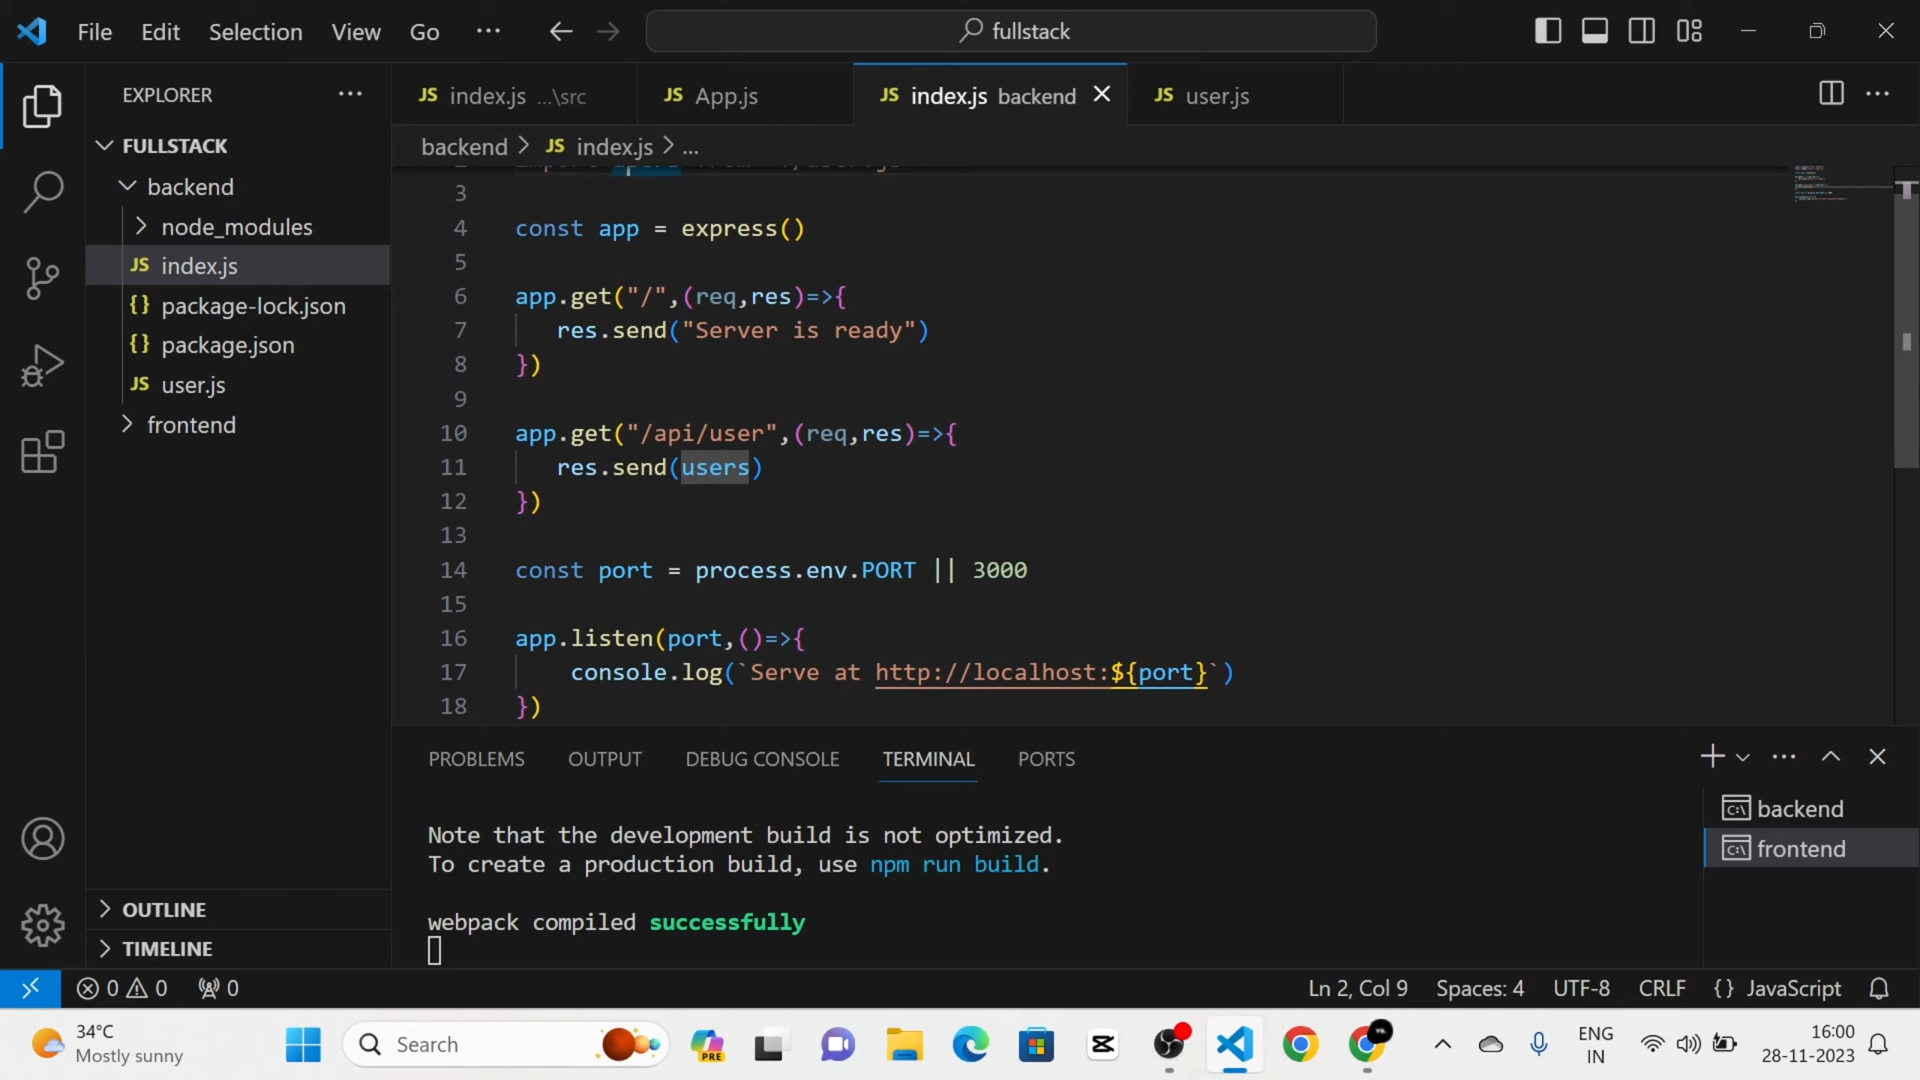 File Edit Selection View Go ... fullstack
EXPLORER ...
JS index.js ...\src JS App.js JS index.js backend JS user.js ...
FULLSTACK
backend > JS index.js > ...
backend
node_modules
JS index.js
{} package-lock.json
{} package.json
JS user.js
frontend
3
4 const app = express()
5
6 app.get("/",(req,res)=>{
7 res.send("Server is ready")
8 })
9
10 app.get("/api/user",(req,res)=>{
11 res.send(users)
12 })
13
14 const port = process.env.PORT || 3000
15
16 app.listen(port,()=>{
17 console.log(`Serve at http://localhost:${port}`)
18 })
PROBLEMS OUTPUT DEBUG CONSOLE TERMINAL PORTS
backend
frontend
Note that the development build is not optimized.
To create a production build, use npm run build.
webpack compiled successfully
OUTLINE
TIMELINE
0 0 0 Ln 2, Col 9 Spaces: 4 UTF-8 CRLF {} JavaScript
34°C
Mostly sunny
Search
PRE
ENG
IN
16:00
28-11-2023